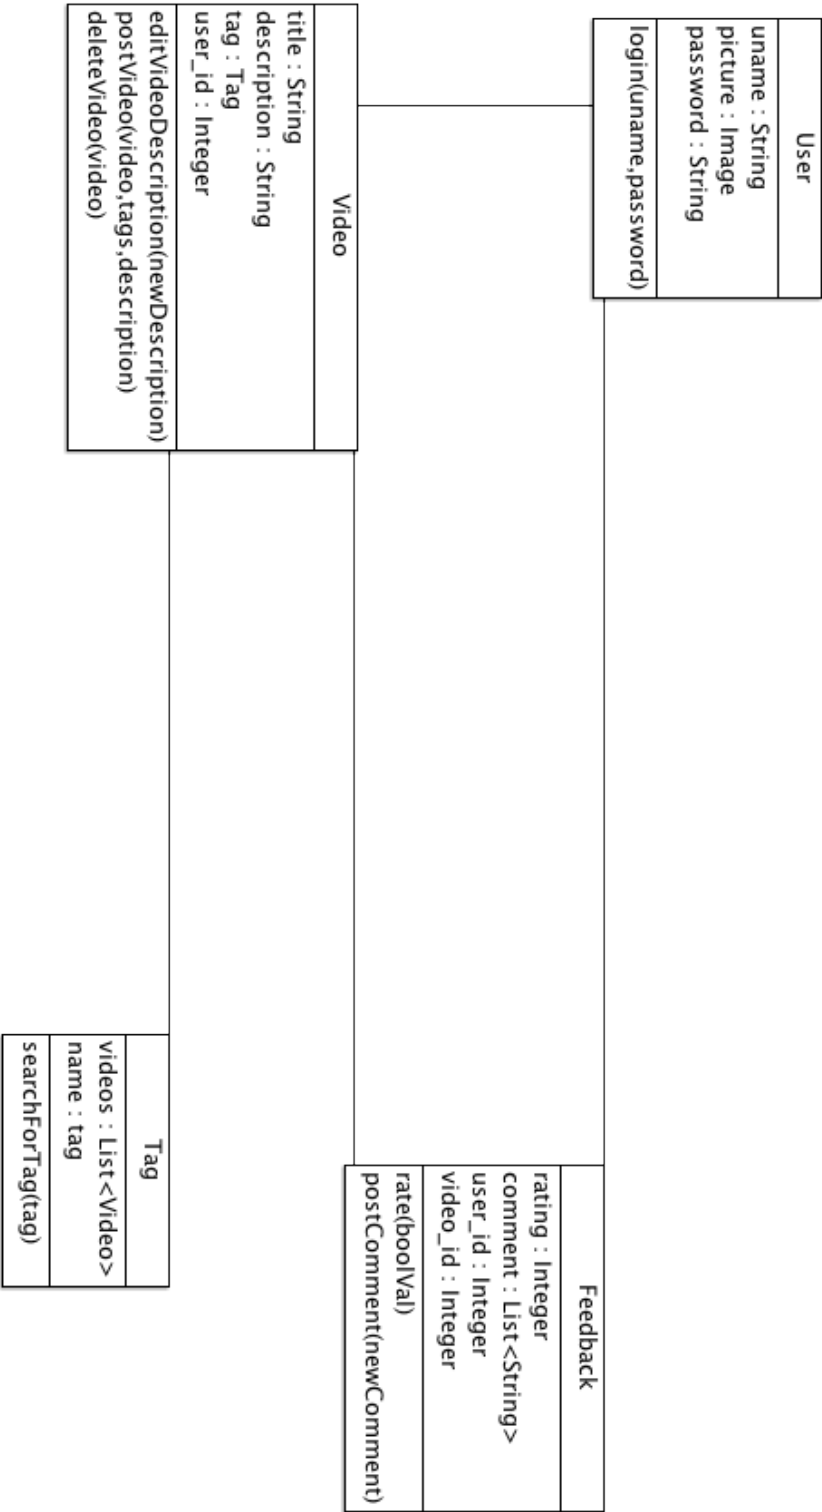 User
uname : String
picture : Image
password : String
login(uname,password)
Video
title : String
description : String
tag : Tag
user_id : Integer
editVideoDescription(newDescription)
postVideo(video,tags,description)
deleteVideo(video)
Feedback
rating : Integer
comment : List<String>
user_id : Integer
video_id : Integer
rate(boolVal)
postComment(newComment)
Tag
videos : List<Video>
name : tag
searchForTag(tag)